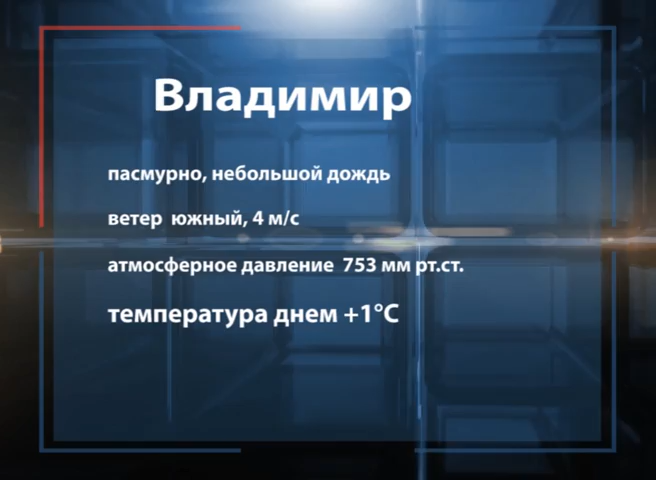 Владимир
пасмурно, небольшой дождь
ветер южный, 4 м/с
атмосферное давление 753 мм рт.ст.
температура днем +1°С